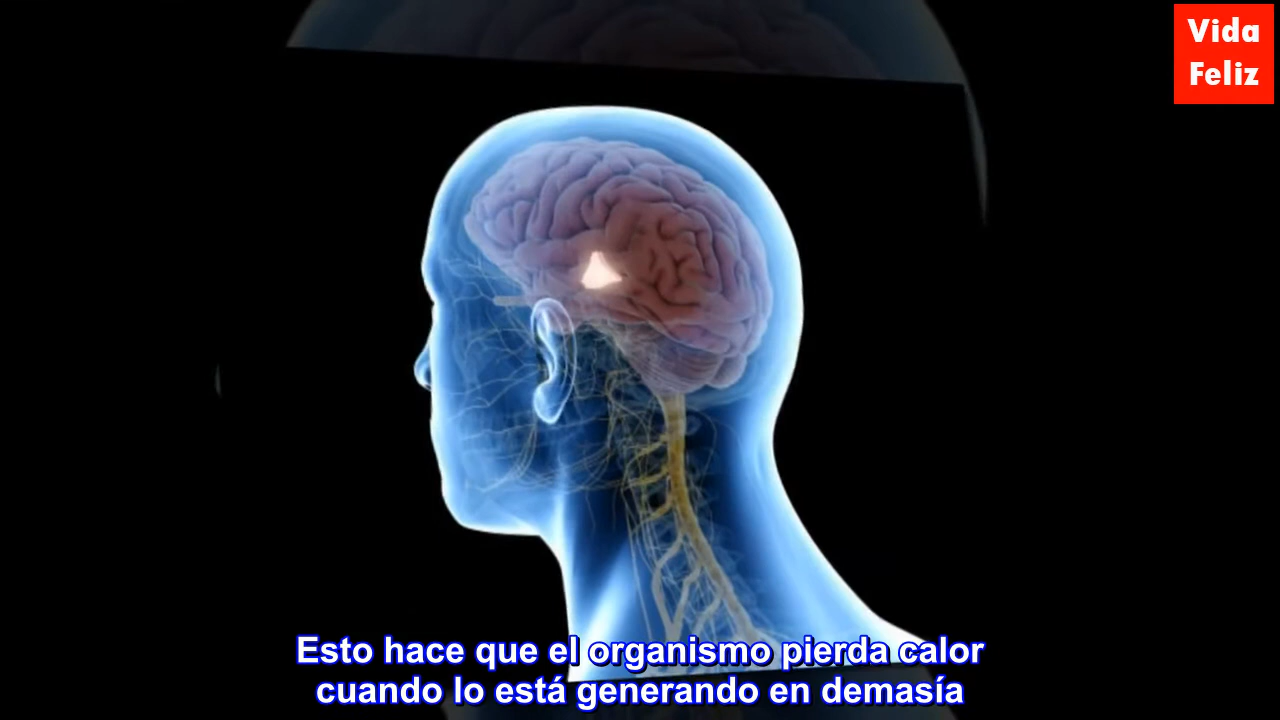 Vida
Feliz
Esto hace que el organismo pierda calor
cuando lo está generando en demasía